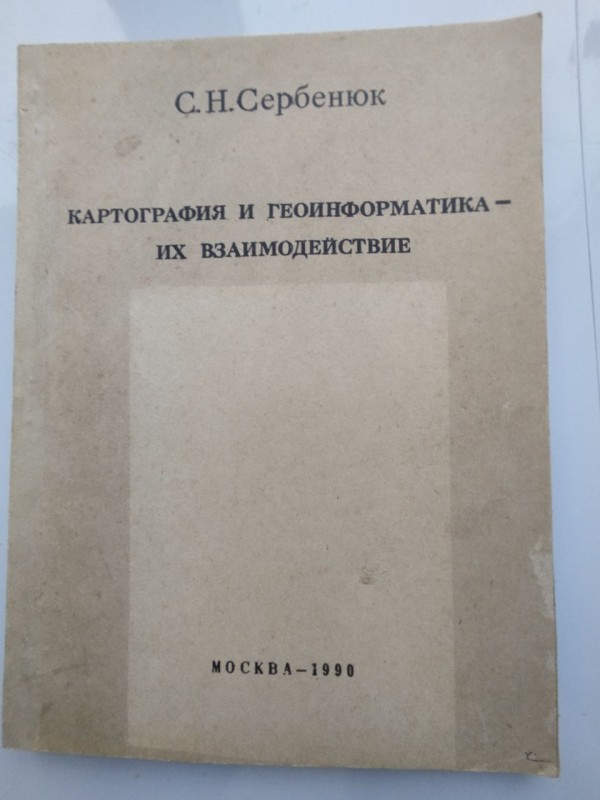 С.Н.Сербенюк
КАРТОГРАФИЯ И ГЕОИНФОРМАТИКА –
ИХ ВЗАИМОДЕЙСТВИЕ
МОСКВА – 1990